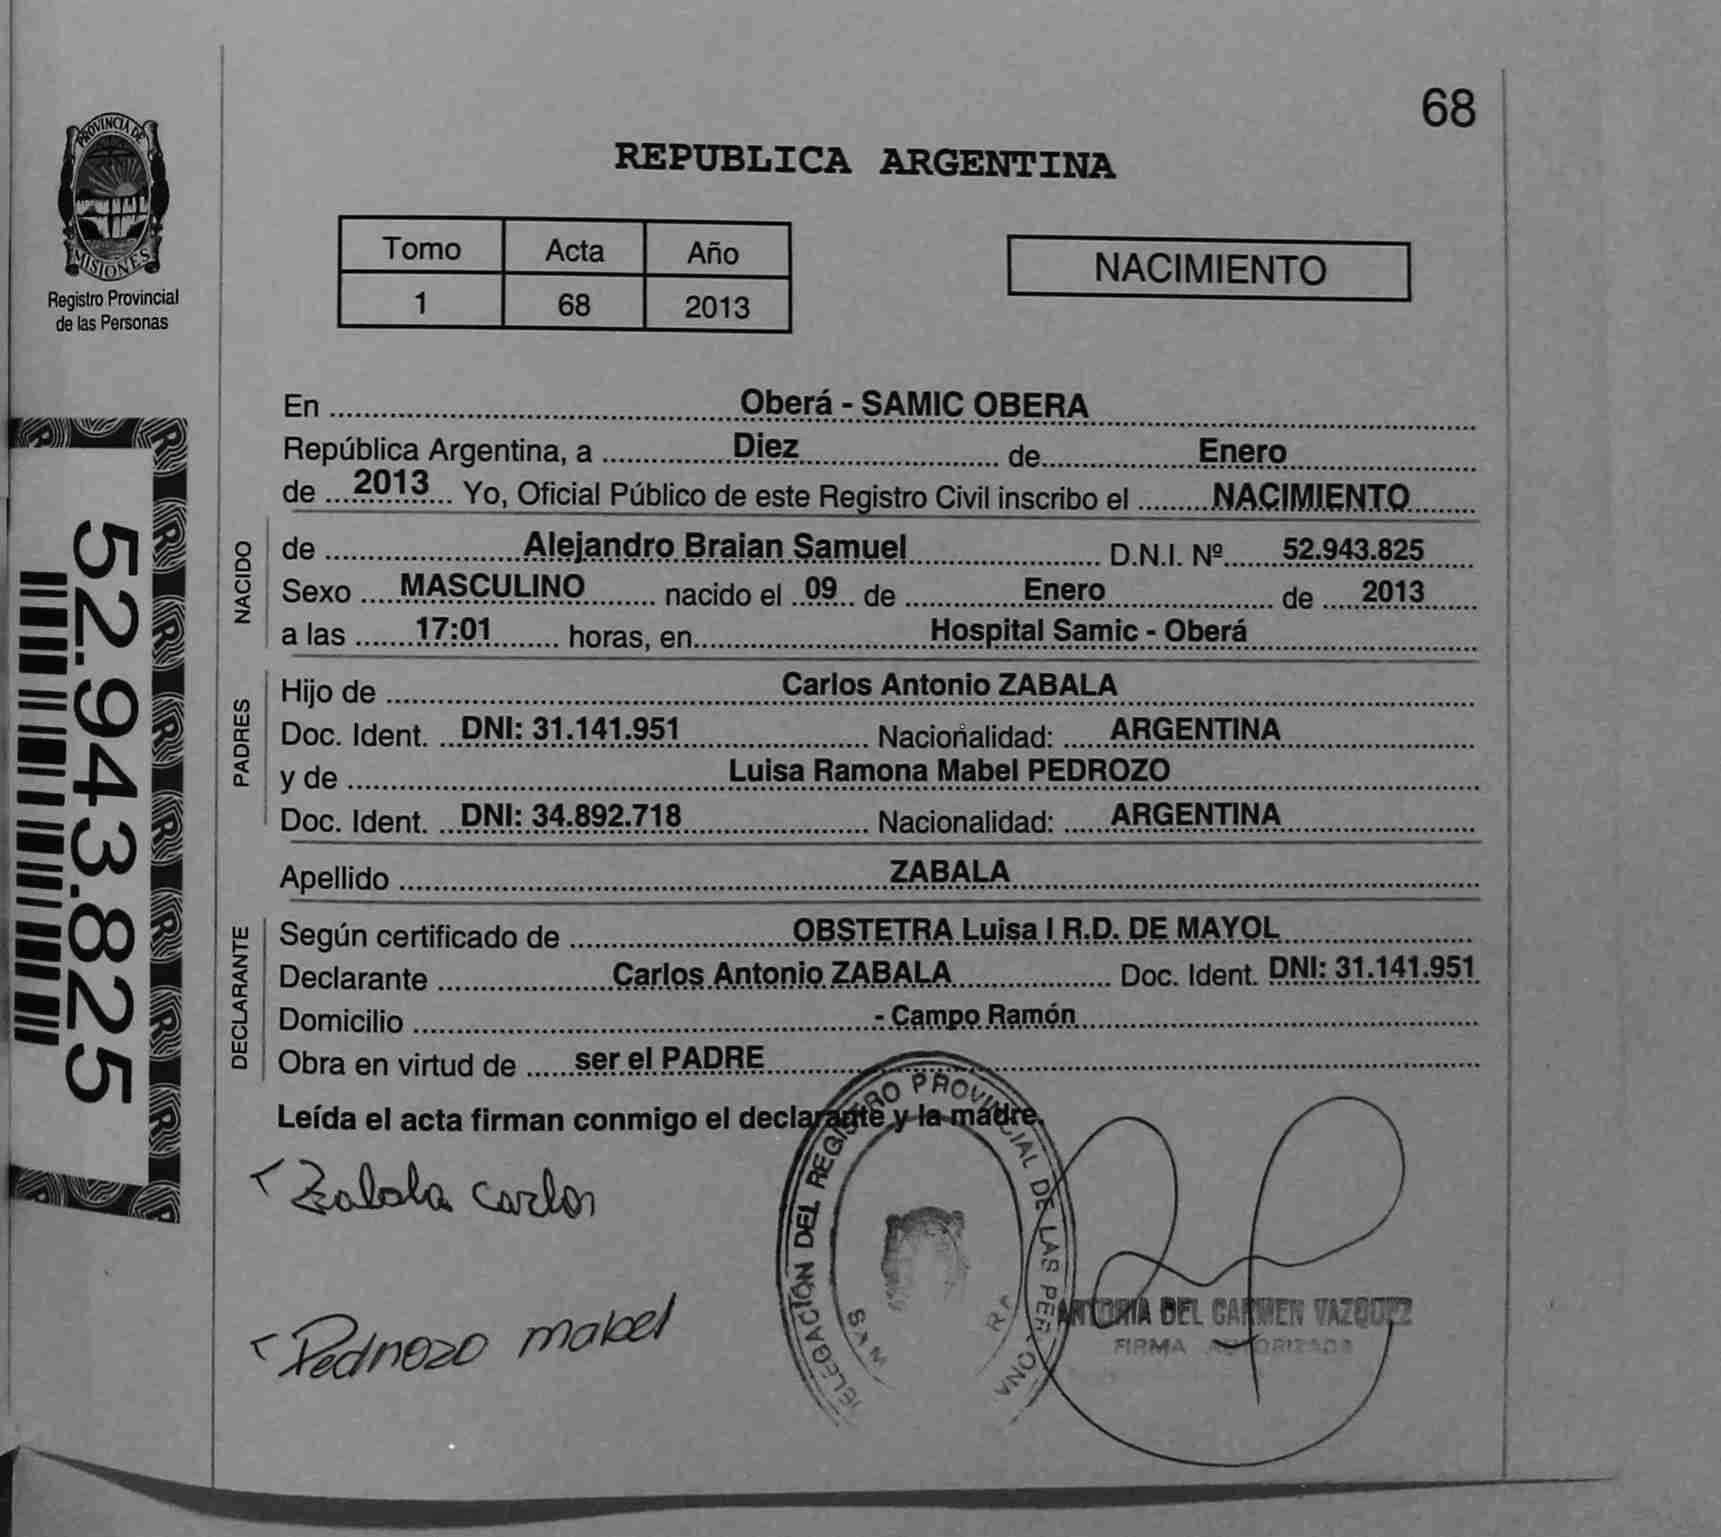 68
PROVINCIA DE
MISIONES
Registro Provincial
de las Personas
REPUBLICA ARGENTINA
Tomo Acta Año
1 68 2013
NACIMIENTO
52.943.825
En Oberá - SAMIC OBERA
República Argentina, a Diez de Enero
de 2013 Yo, Oficial Público de este Registro Civil inscribo el NACIMIENTO
NACIDO
de Alejandro Braian Samuel D.N.I. Nº 52.943.825
Sexo MASCULINO nacido el 09 de Enero de 2013
a las 17:01 horas, en Hospital Samic - Oberá
PADRES
Hijo de Carlos Antonio ZABALA
Doc. Ident. DNI: 31.141.951 Nacionalidad: ARGENTINA
y de Luisa Ramona Mabel PEDROZO
Doc. Ident. DNI: 34.892.718 Nacionalidad: ARGENTINA
Apellido ZABALA
DECLARANTE
Según certificado de OBSTETRA Luisa I R.D. DE MAYOL
Declarante Carlos Antonio ZABALA Doc. Ident. DNI: 31.141.951
Domicilio - Campo Ramón
Obra en virtud de ser el PADRE
Leída el acta firman conmigo el declarante y la madre.
Zabala Carlos
DEL REGISTRO PROVINCIAL DE LAS
Pedrozo mabel
ANTONIA DEL CARMEN VAZQUEZ
FIRMA AUTORIZADA